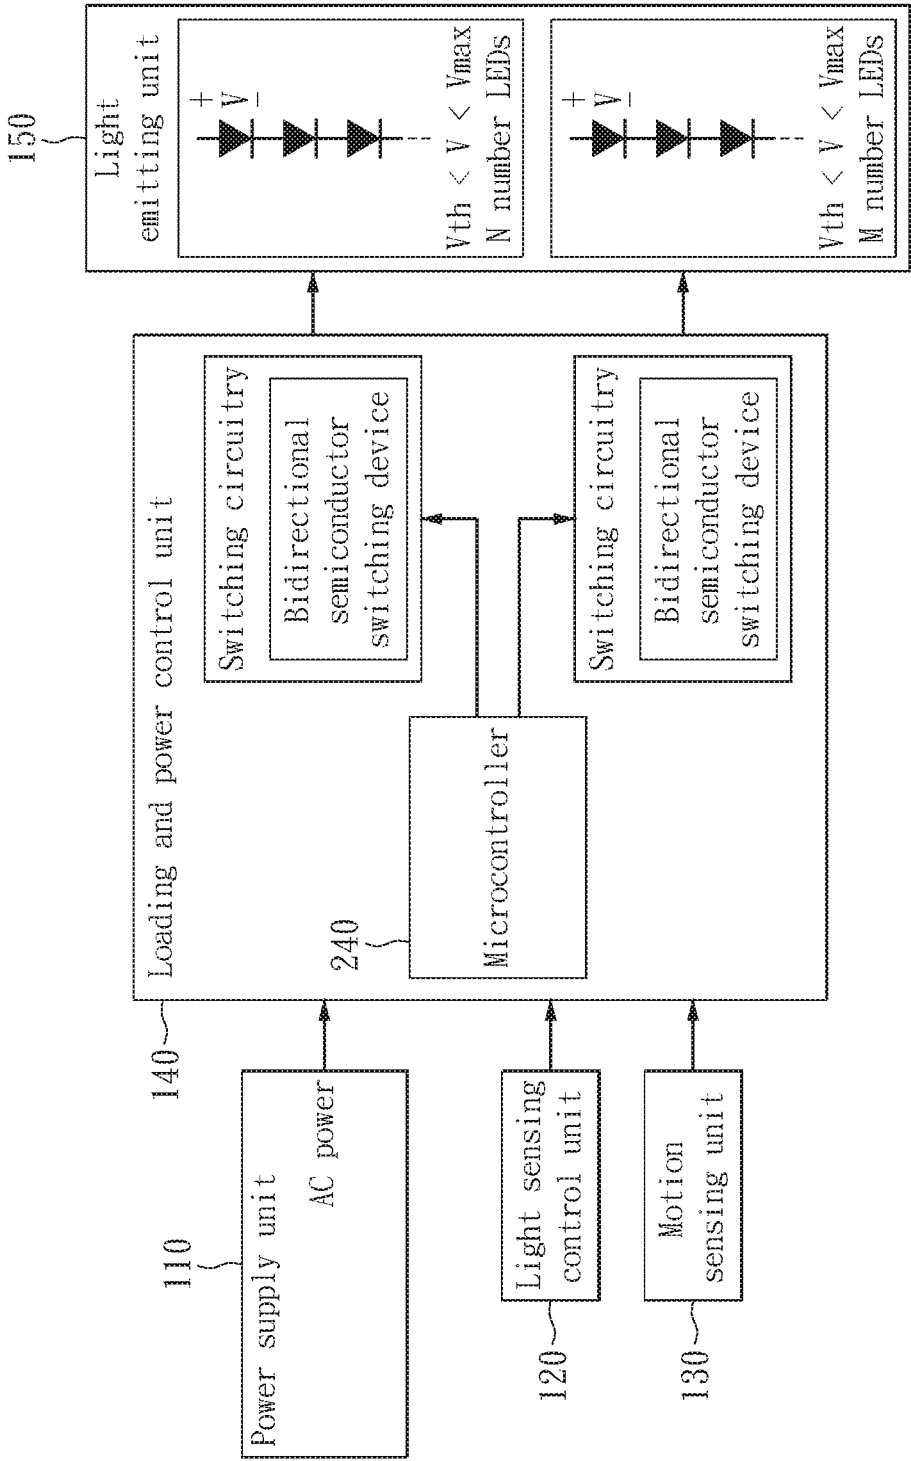 110
Power supply unit
AC power
120
Light sensing
control unit
130
Motion
sensing unit
140
Loading and power control unit
240
Microcontroller
Switching circuitry
Bidirectional
semiconductor
switching device
Switching circuitry
Bidirectional
semiconductor
switching device
150
Light
emitting unit
+
V
−
Vth < V < Vmax
N number LEDs
+
V
−
Vth < V < Vmax
M number LEDs